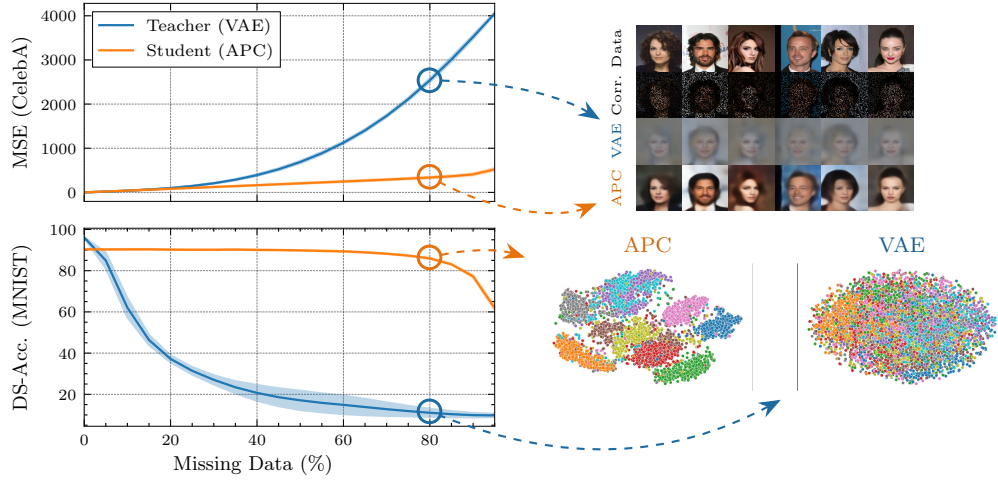 Teacher (VAE)
Student (APC)
MSE (CelebA)
4000
3000
2000
1000
0
Corr. Data
VAE
APC
DS-Acc. (MNIST)
100
80
60
40
20
0
20
40
60
80
Missing Data (%)
APC
VAE